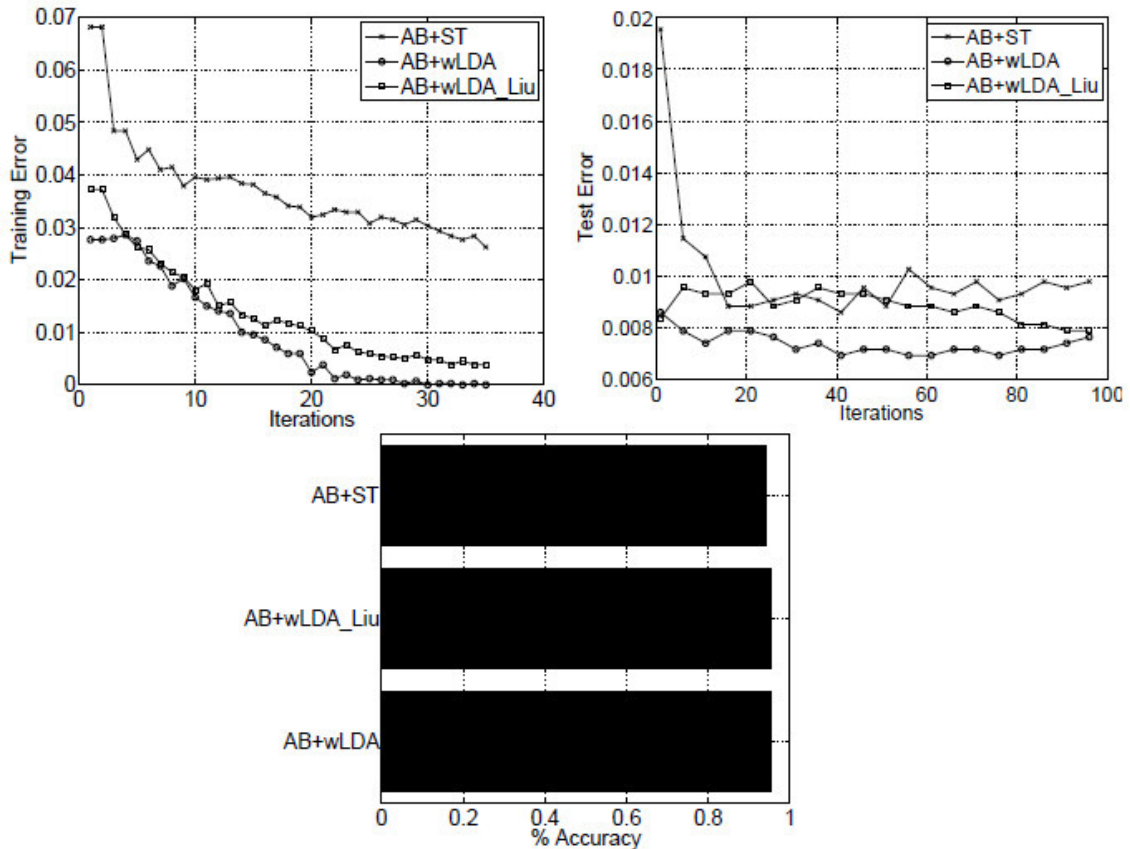 0.07
0.06
0.05
0.04
0.03
0.02
0.01
0
Training Error
AB+ST
AB+wLDA
AB+wLDA_Liu
0 10 20 30 40
Iterations
0.02
0.018
0.016
0.014
0.012
0.01
0.008
0.006
Test Error
AB+ST
AB+wLDA
AB+wLDA_Liu
0 20 40 60 80 100
Iterations
AB+ST
AB+wLDA_Liu
AB+wLDA
0 0.2 0.4 0.6 0.8 1
% Accuracy